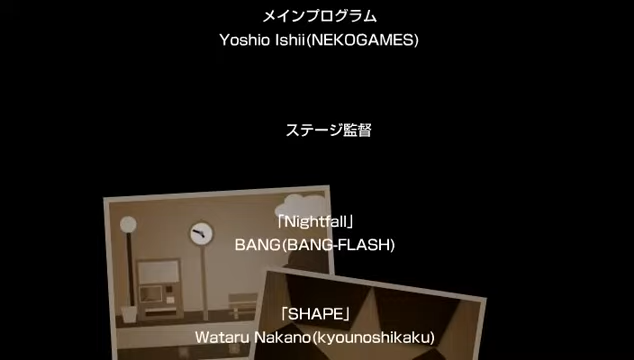 メインプログラム
Yoshio Ishii(NEKOGAMES)
ステージ監督
「Nightfall」
BANG(BANG-FLASH)
「SHAPE」
Wataru Nakano(kyounoshikaku)